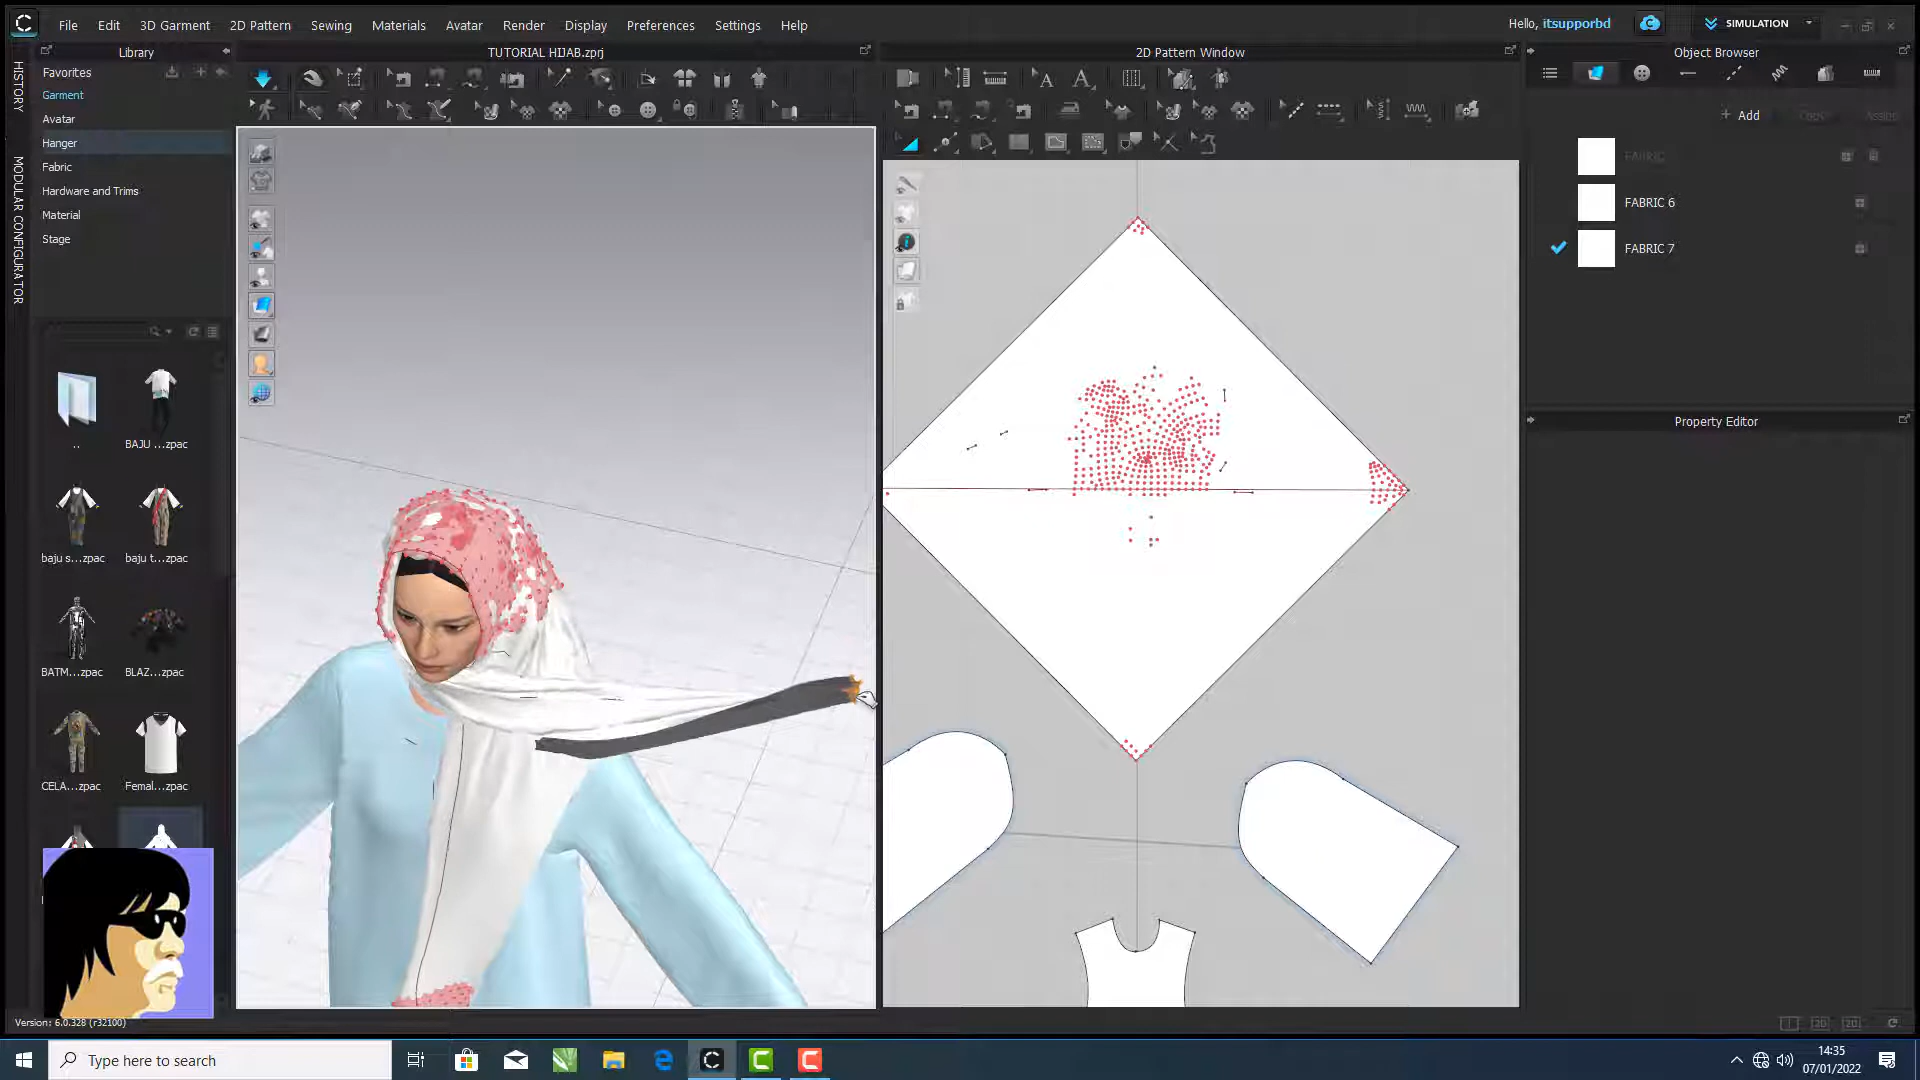 File Edit 3D Garment 2D Pattern Sewing Materials Avatar Render Display Preferences Settings Help
Hello, itsupporbd
SIMULATION
HISTORY
MODULAR CONFIGURATOR
Library
TUTORIAL HIJAB.zprj
2D Pattern Window
Object Browser
Favorites
Garment
Avatar
Hanger
Fabric
Hardware and Trims
Material
Stage
+ Add
Copy
Assign
FABRIC
FABRIC 6
FABRIC 7
Property Editor
..
BAJU ...zpac
baju s...zpac
baju t...zpac
BATM...zpac
BLAZ...zpac
CELA...zpac
Femal...zpac
Version: 6.0.328 (r32100)
Type here to search
14:35
07/01/2022